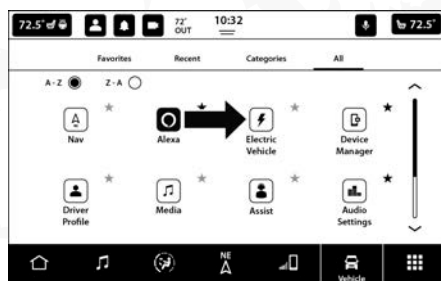 72.5° 72° OUT 10:32 72.5°
Favorites Recent Categories All
A-Z Z-A
Nav Alexa Electric Vehicle Device Manager
Driver Profile Media Assist Audio Settings
NE
Vehicle